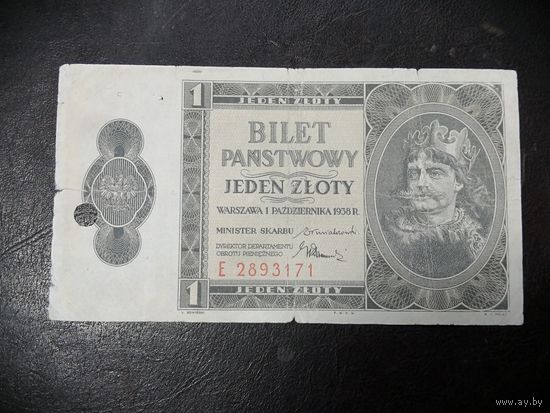 1
JEDEN ZŁOTY
BILET
PAŃSTWOWY
JEDEN ZŁOTY
WARSZAWA 1 PAŹDZIERNIKA 1938 R.
MINISTER SKARBU
DYREKTOR DEPARTAMENTU
OBROTU PIENIĘŻNEGO
E 2893171
1
JEDEN ZŁOTY
www.ay.by